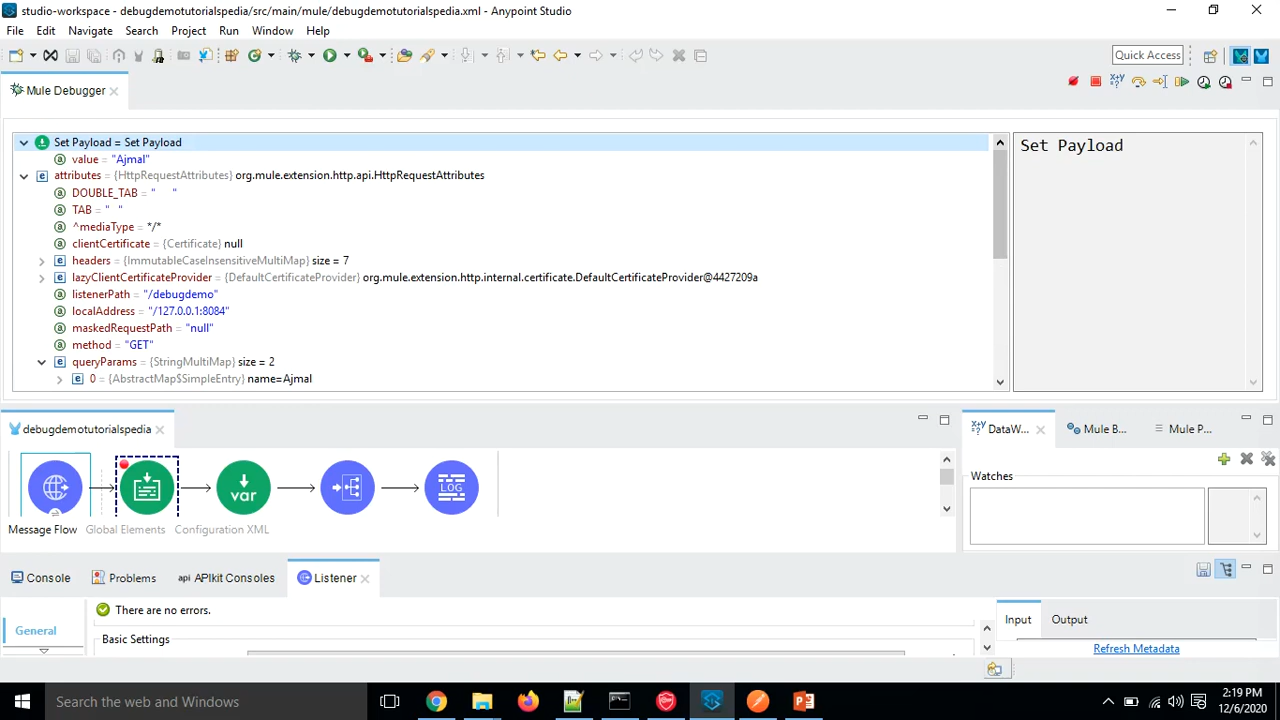 studio-workspace - debugdemotutorialspedia/src/main/mule/debugdemotutorialspedia.xml - Anypoint Studio
File Edit Navigate Search Project Run Window Help
Quick Access
Mule Debugger
Set Payload = Set Payload
value = "Ajmal"
attributes = {HttpRequestAttributes} org.mule.extension.http.api.HttpRequestAttributes
DOUBLE_TAB = " "
TAB = " "
^mediaType = */*
clientCertificate = {Certificate} null
headers = {ImmutableCaseInsensitiveMultiMap} size = 7
lazyClientCertificateProvider = {DefaultCertificateProvider} org.mule.extension.http.internal.certificate.DefaultCertificateProvider@4427209a
listenerPath = "/debugdemo"
localAddress = "/127.0.0.1:8084"
maskedRequestPath = "null"
method = "GET"
queryParams = {StringMultiMap} size = 2
0 = {AbstractMap$SimpleEntry} name=Ajmal
Set Payload
debugdemotutorialspedia
var
LOG
Message Flow Global Elements Configuration XML
DataW... Mule B... Mule P...
Watches
Console Problems api APIkit Consoles Listener
There are no errors.
General
Basic Settings
Input Output
Refresh Metadata
Search the web and Windows
2:19 PM
12/6/2020